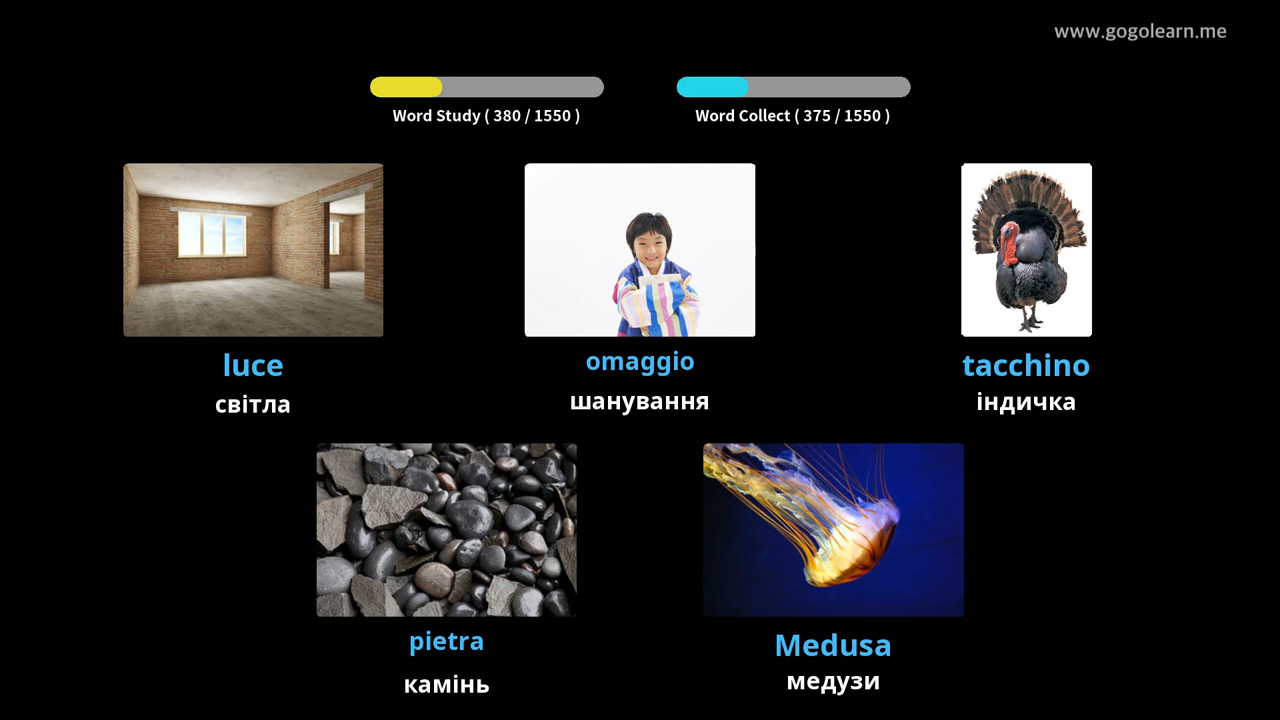 www.gogolearn.me
Word Study ( 380 / 1550 )
Word Collect ( 375 / 1550 )
luce
світла
omaggio
шанування
tacchino
індичка
pietra
камінь
Medusa
медузи